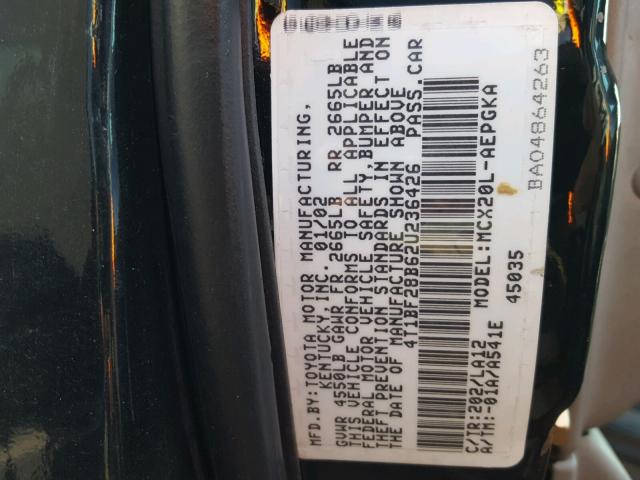 MFD.BY:TOYOTA MOTOR MANUFACTURING,
KENTUCKY,INC. 01/02
GVWR 4550LB GAWR FR 2665LB RR 2665LB
THIS VEHICLE CONFORMS TO ALL APPLICABLE
FEDERAL MOTOR VEHICLE SAFETY,BUMPER,AND
THEFT PREVENTION STANDARDS IN EFFECT ON
THE DATE OF MANUFACTURE SHOWN ABOVE.
4T1BF28B62U236426 PASS.CAR
MODEL:MCX20L-AEPGKA
C/TR:202/LA12 45035
A/TM:-01A/A541E
BA04864263